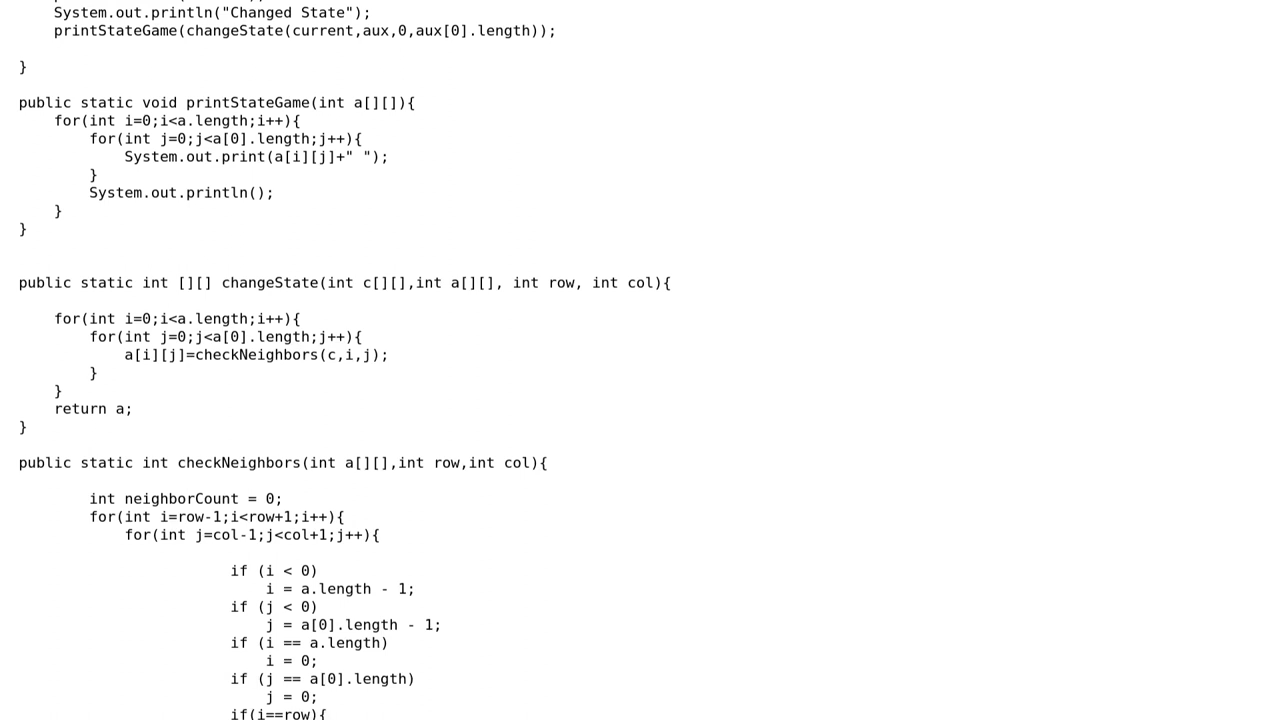 System.out.println("Changed State");
printStateGame(changeState(current,aux,0,aux[0].length));
}
public static void printStateGame(int a[][]){
for(int i=0;i<a.length;i++){
for(int j=0;j<a[0].length;j++){
System.out.print(a[i][j]+" ");
}
System.out.println();
}
}
public static int [][] changeState(int c[][],int a[][], int row, int col){
for(int i=0;i<a.length;i++){
for(int j=0;j<a[0].length;j++){
a[i][j]=checkNeighbors(c,i,j);
}
}
return a;
}
public static int checkNeighbors(int a[][],int row,int col){
int neighborCount = 0;
for(int i=row-1;i<row+1;i++){
for(int j=col-1;j<col+1;j++){
if (i < 0)
i = a.length - 1;
if (j < 0)
j = a[0].length - 1;
if (i == a.length)
i = 0;
if (j == a[0].length)
j = 0;
if(i==row){